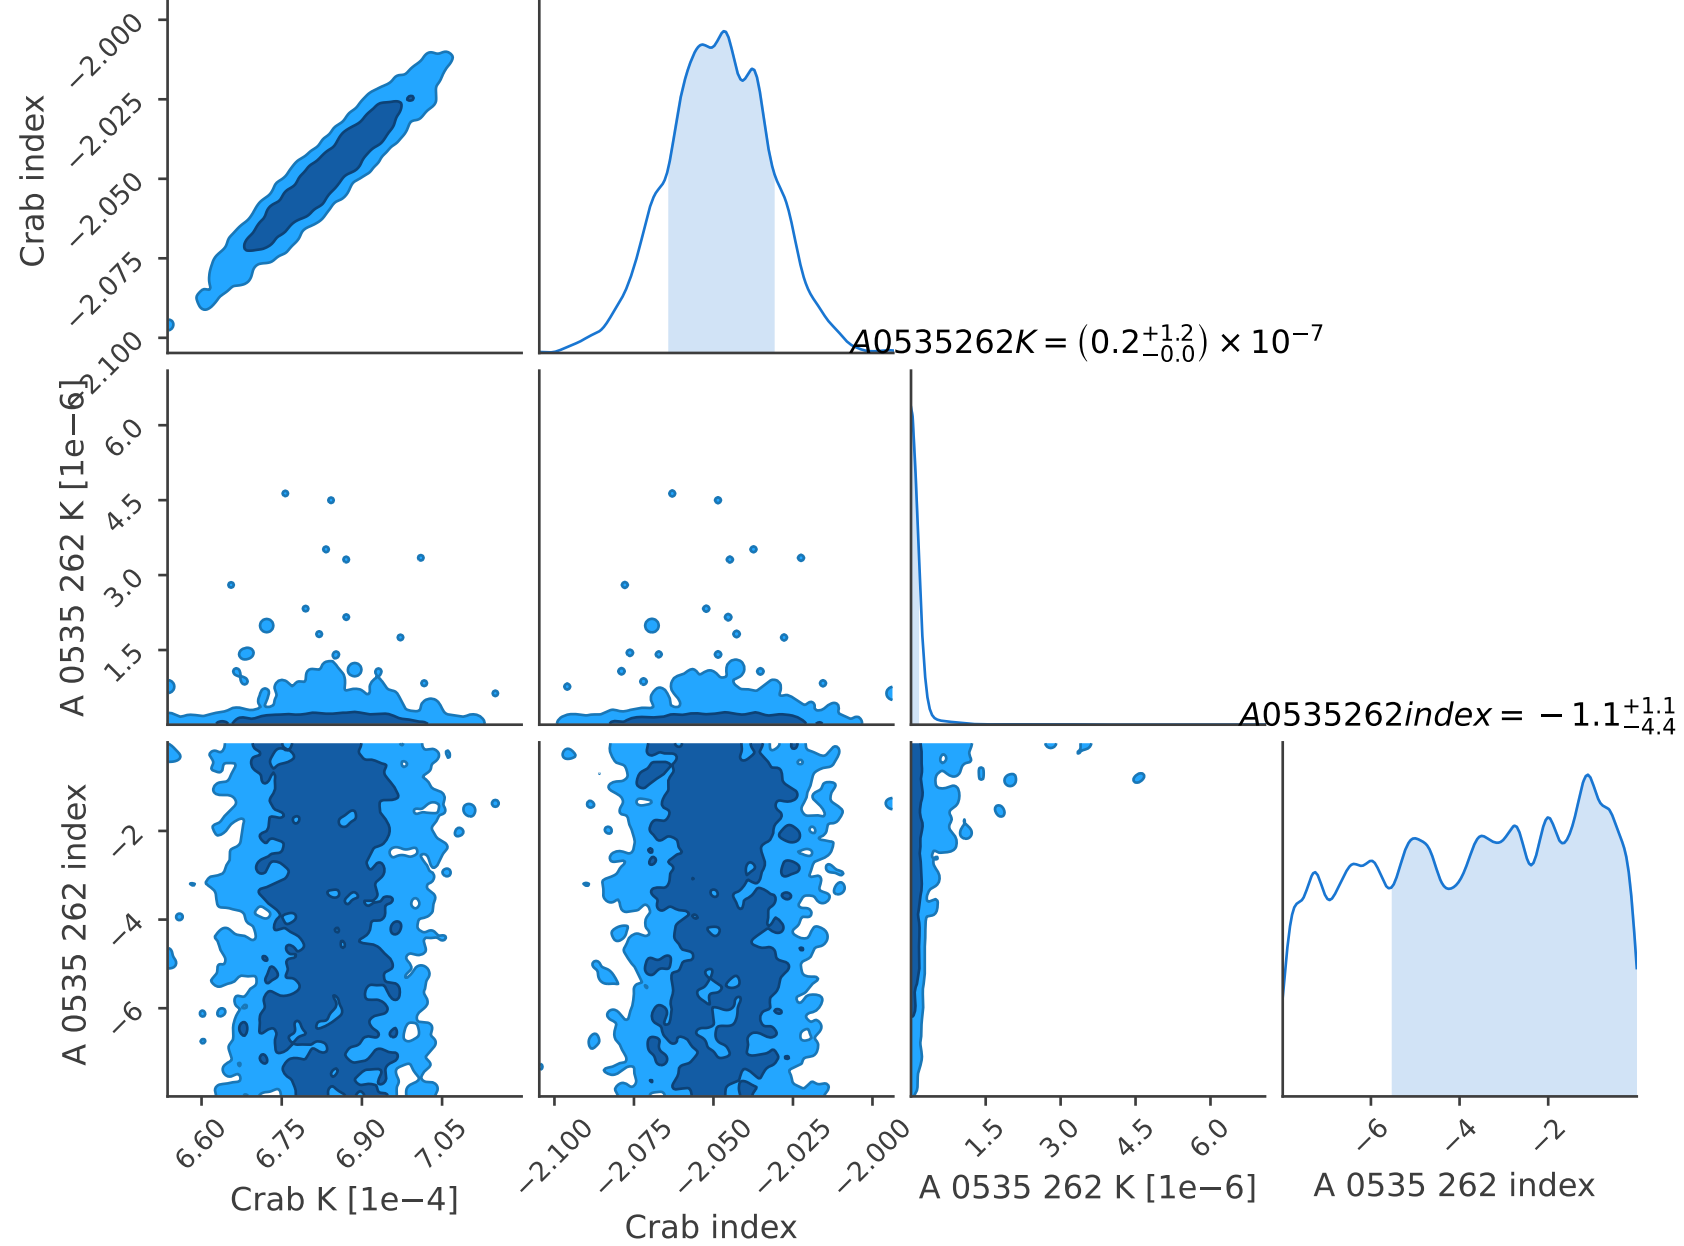 Crab index
−2.000
−2.025
−2.050
−2.075
−2.100
A0535262K = (0.2 +1.2 −0.0) × 10−7
A 0535 262 K [1e−6]
6.0
4.5
3.0
1.5
A0535262index = −1.1 +1.1 −4.4
A 0535 262 index
−2
−4
−6
6.60 6.75 6.90 7.05
Crab K [1e−4]
−2.100 −2.075 −2.050 −2.025 −2.000
Crab index
1.5 3.0 4.5 6.0
A 0535 262 K [1e−6]
−6 −4 −2
A 0535 262 index